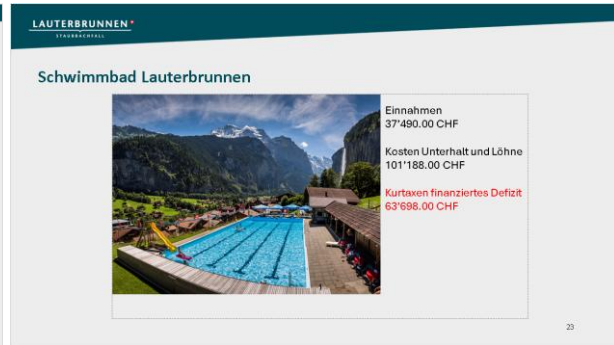 LAUTERBRUNNEN
STAUBBACHFALL
Schwimmbad Lauterbrunnen
Einnahmen
37'490.00 CHF
Kosten Unterhalt und Löhne
101'188.00 CHF
Kurtaxen finanziertes Defizit
63'698.00 CHF
23